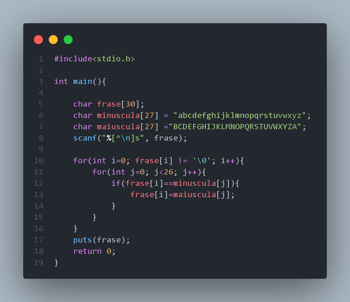 1 #include<stdio.h>
2
3 int main(){
4
5 char frase[30];
6 char minuscula[27] = "abcdefghijklmnopqrstuvwxyz";
7 char maiuscula[27] ="BCDEFGHIJKLMNOPQRSTUVWXYZA";
8 scanf("%[^\n]s", frase);
9
10 for(int i=0; frase[i] != '\0'; i++){
11 for(int j=0; j<26; j++){
12 if(frase[i]==minuscula[j]){
13 frase[i]=maiuscula[j];
14 }
15 }
16 }
17 puts(frase);
18 return 0;
19 }